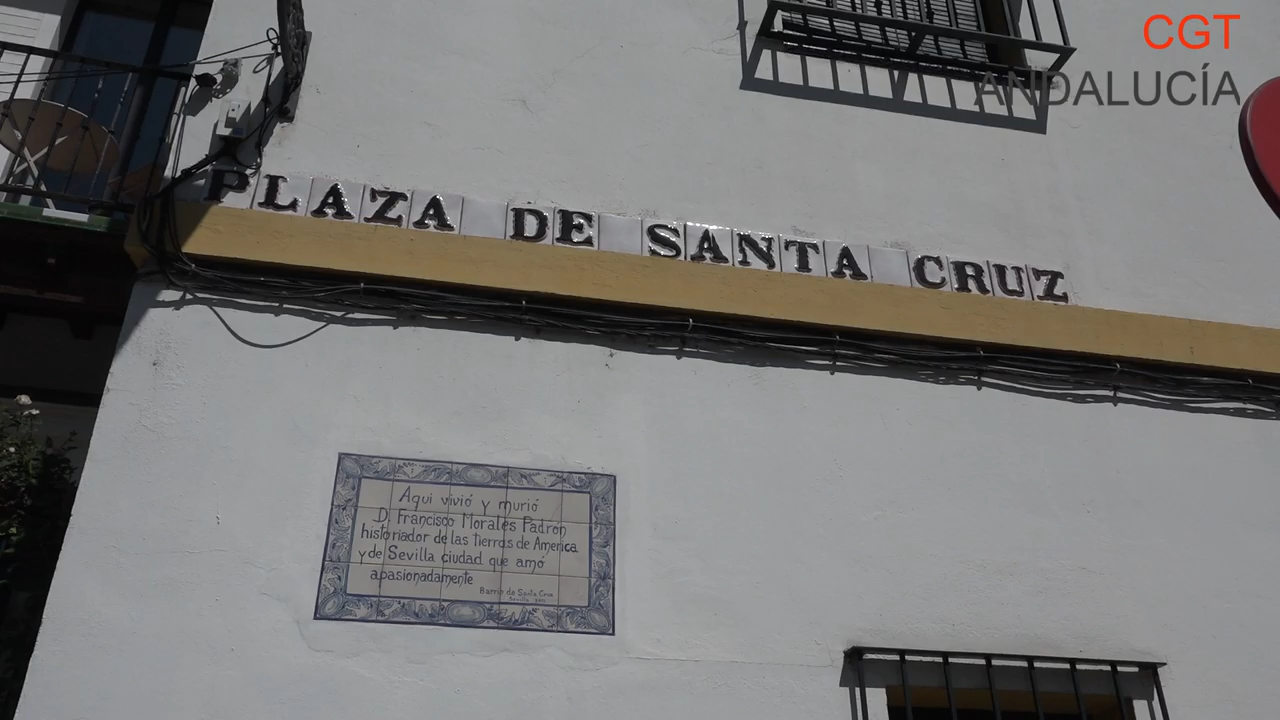 CGT
ANDALUCÍA
PLAZA DE SANTA CRUZ
Aqui vivió y murió
D. Francisco Morales Padrón
historiador de las tierras de America
y de Sevilla ciudad que amó
apasionadamente
Barrio de Santa Cruz
Sevilla